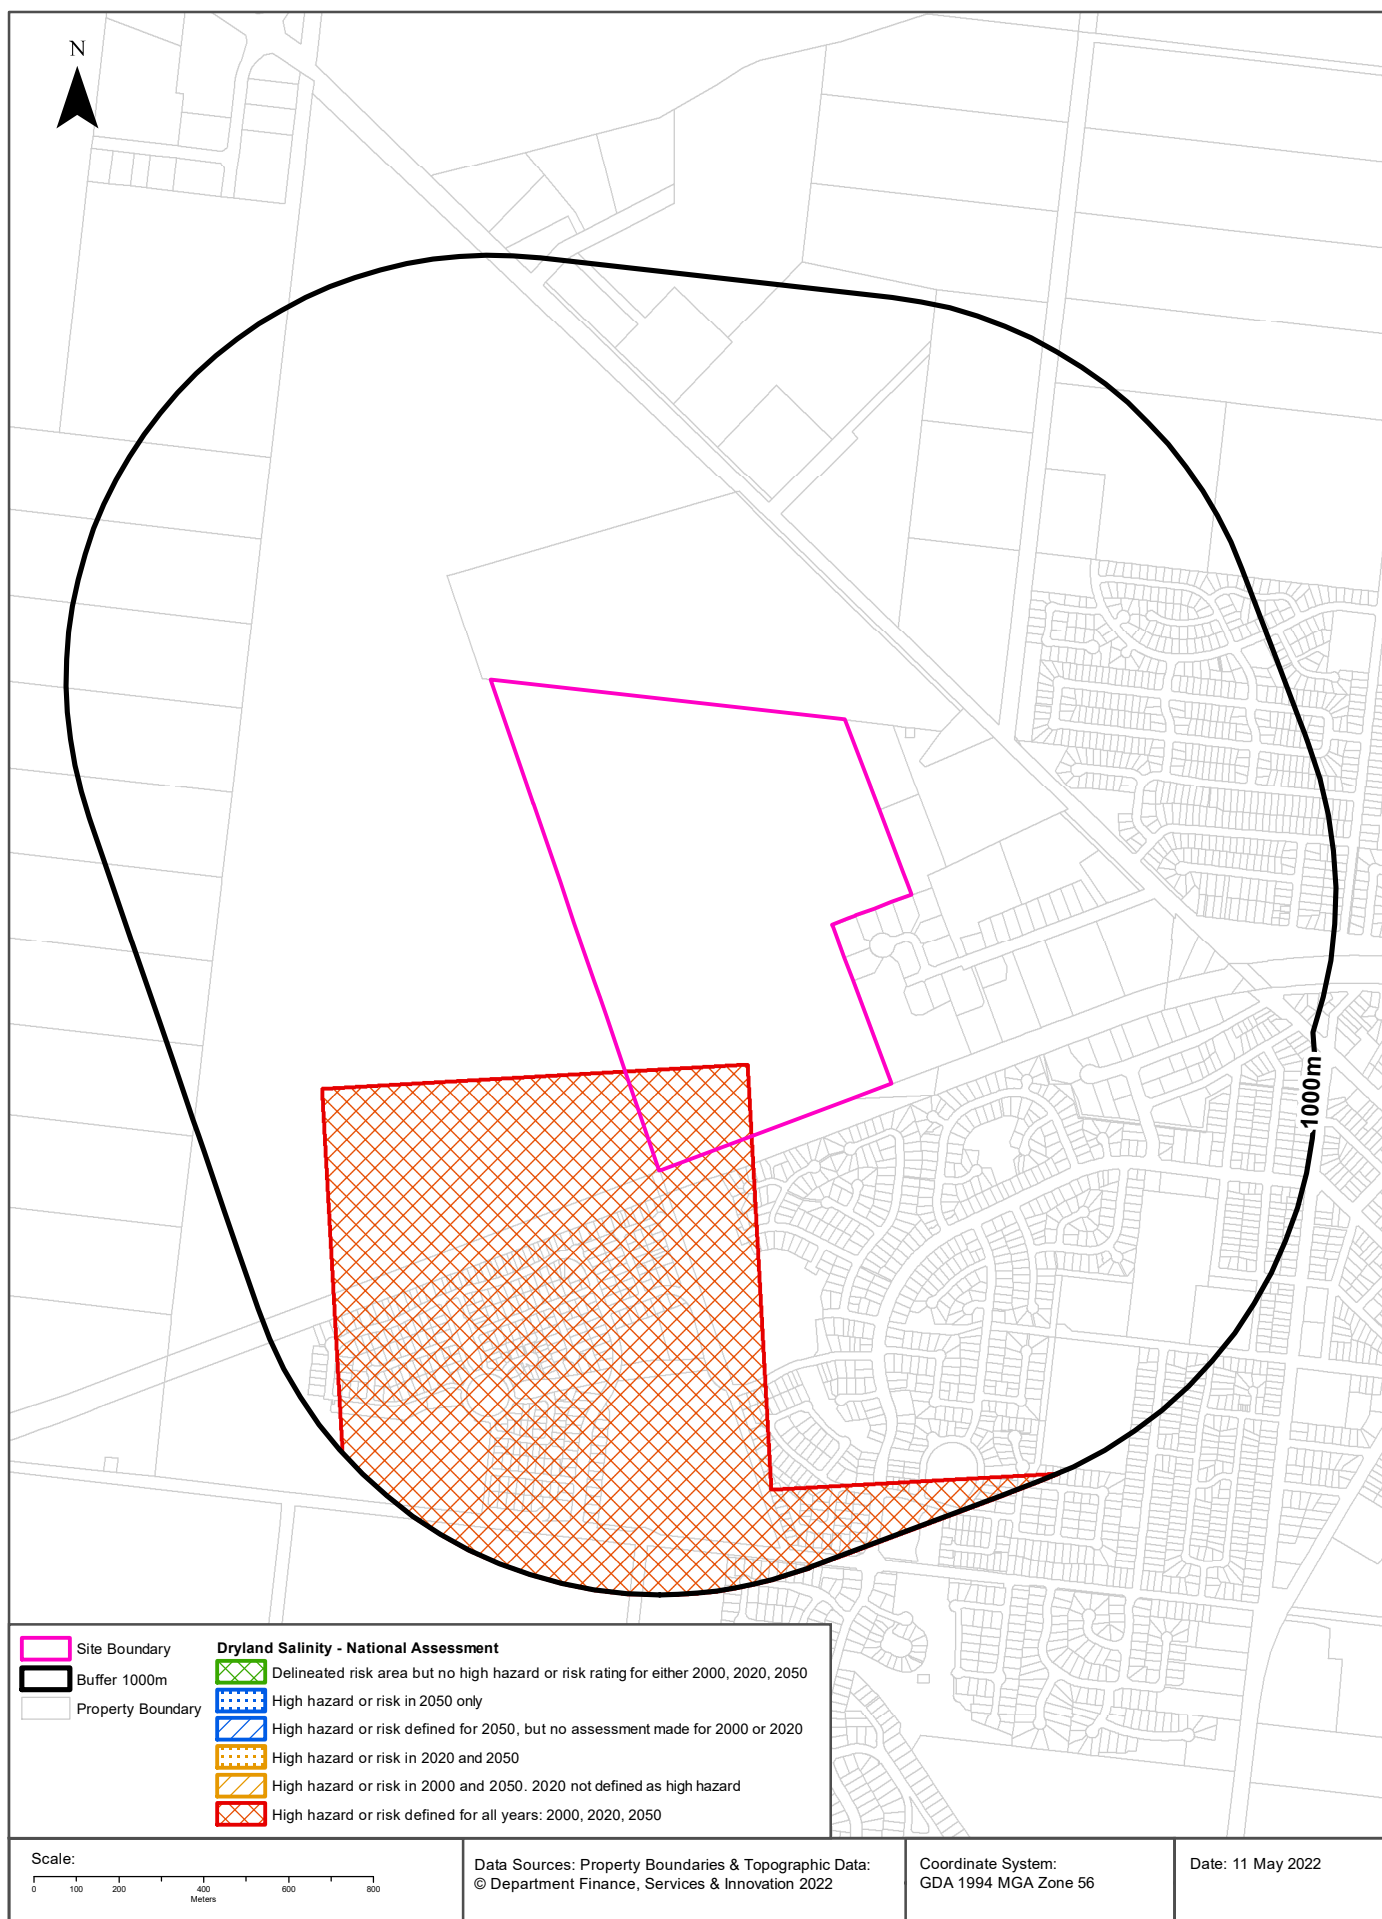 N
1000m
Site Boundary
Buffer 1000m
Property Boundary
Dryland Salinity - National Assessment
Delineated risk area but no high hazard or risk rating for either 2000, 2020, 2050
High hazard or risk in 2050 only
High hazard or risk defined for 2050, but no assessment made for 2000 or 2020
High hazard or risk in 2020 and 2050
High hazard or risk in 2000 and 2050. 2020 not defined as high hazard
High hazard or risk defined for all years: 2000, 2020, 2050
Scale:
0 100 200 400 600 800
Meters
Data Sources: Property Boundaries & Topographic Data:
© Department Finance, Services & Innovation 2022
Coordinate System:
GDA 1994 MGA Zone 56
Date: 11 May 2022